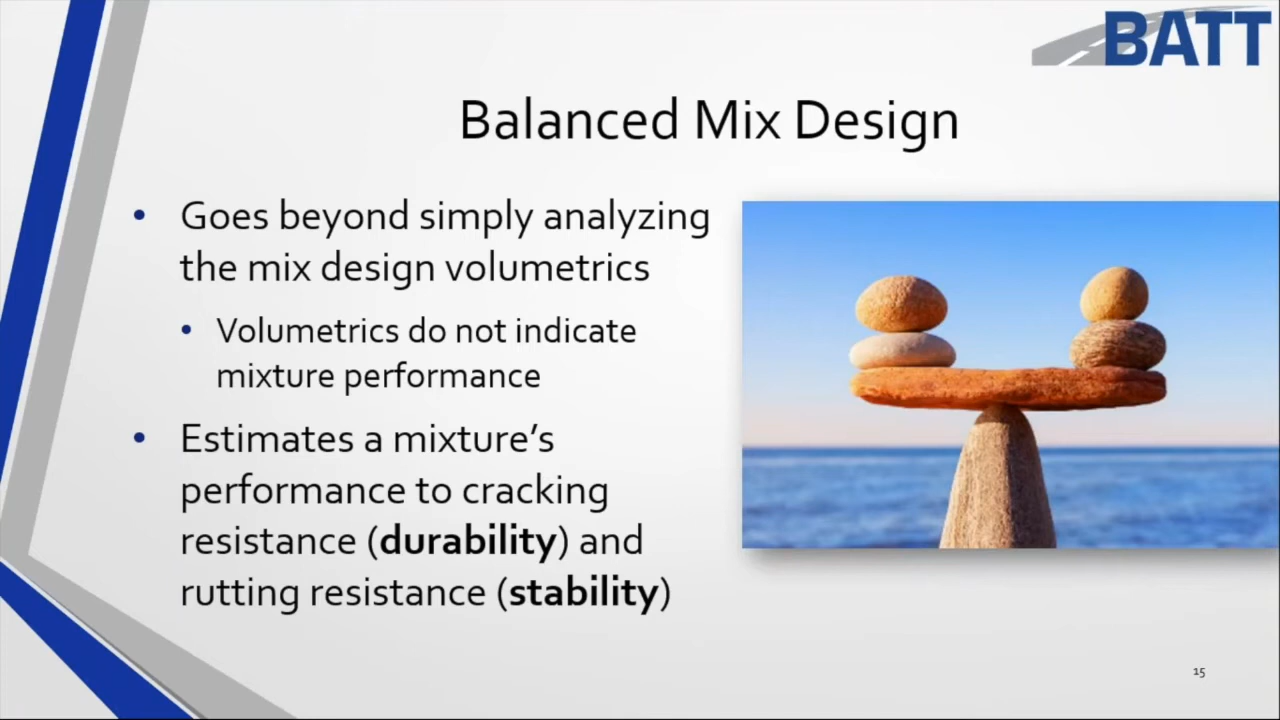 BATT
Balanced Mix Design
• Goes beyond simply analyzing
the mix design volumetrics
• Volumetrics do not indicate
mixture performance
• Estimates a mixture's
performance to cracking
resistance (durability) and
rutting resistance (stability)
15